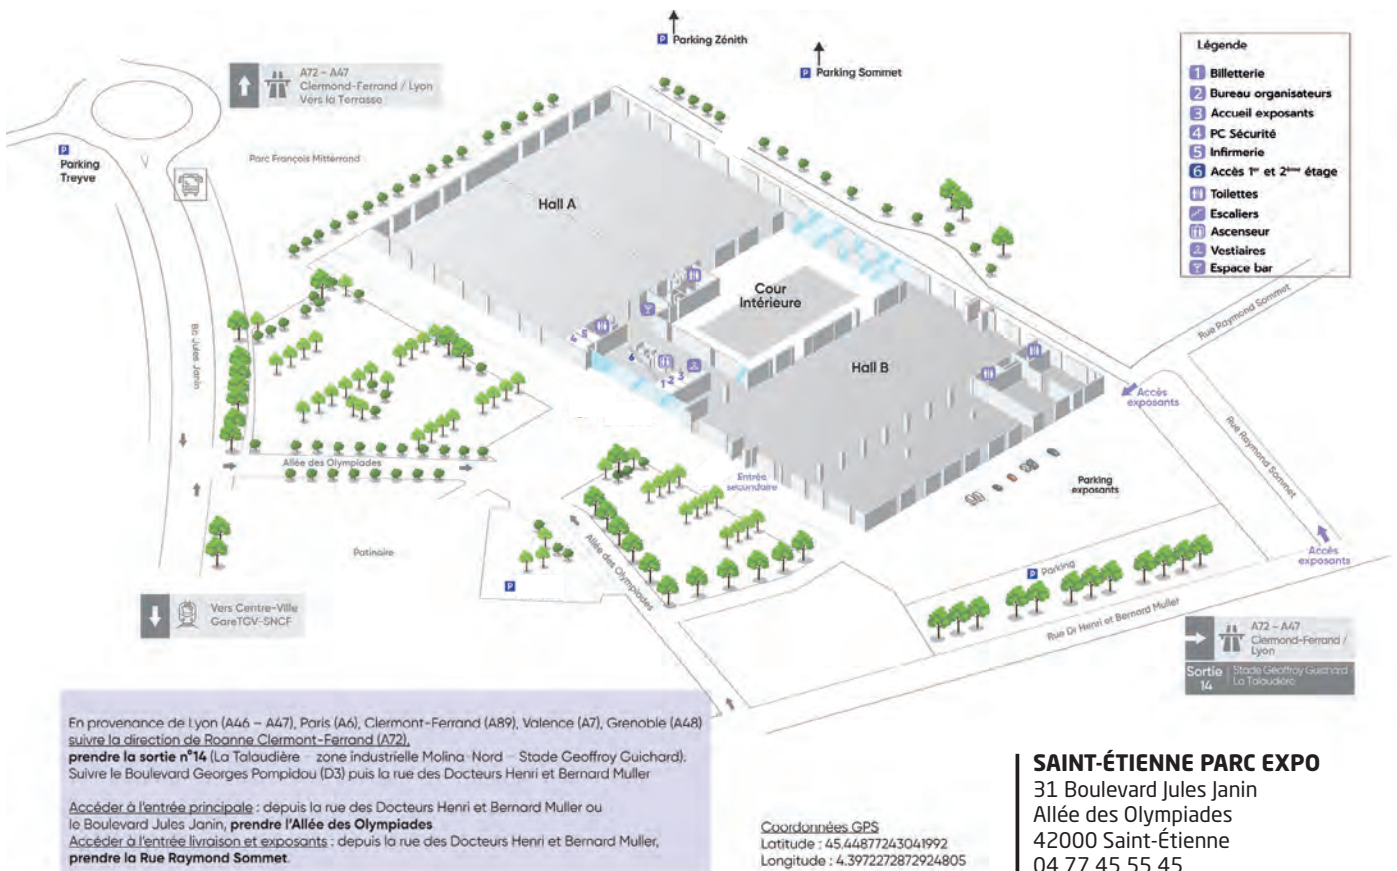 Parking Zénith
Parking Sommet
A72 – A47
Clermond-Ferrand / Lyon
Vers la Terrasse
Parking
Treyve
Parc François Mitterrand
Légende
1 Billetterie
2 Bureau organisateurs
3 Accueil exposants
4 PC Sécurité
5 Infirmerie
6 Accès 1er et 2ème étage
Toilettes
Escaliers
Ascenseur
Vestiaires
Espace bar
Hall A
Cour
Intérieure
Hall B
Rue Raymond Sommet
Bd Jules Janin
Accès
exposants
Rue Raymond Sommet
Allée des Olympiades
Entrée
secondaire
Parking
exposants
Patinoire
Allée des Olympiades
Accès
exposants
P Parking
Rue Dr Henri et Bernard Mullet
Vers Centre-Ville
GareTGV-SNCF
A72 – A47
Clermond-Ferrand /
Lyon
Sortie
14
Stade Geoffroy Guichard
La Talaudière
En provenance de Lyon (A46 – A47), Paris (A6), Clermont-Ferrand (A89), Valence (A7), Grenoble (A48)
suivre la direction de Roanne Clermont-Ferrand (A72),
prendre la sortie n°14 (La Talaudière – zone industrielle Molina-Nord – Stade Geoffroy Guichard).
Suivre le Boulevard Georges Pompidou (D3) puis la rue des Docteurs Henri et Bernard Muller
Accéder à l'entrée principale : depuis la rue des Docteurs Henri et Bernard Muller ou
le Boulevard Jules Janin, prendre l'Allée des Olympiades
Accéder à l'entrée livraison et exposants : depuis la rue des Docteurs Henri et Bernard Muller,
prendre la Rue Raymond Sommet.
Coordonnées GPS
Latitude : 45.44877243041992
Longitude : 4.3972272872924805
SAINT-ÉTIENNE PARC EXPO
31 Boulevard Jules Janin
Allée des Olympiades
42000 Saint-Étienne
04 77 45 55 45